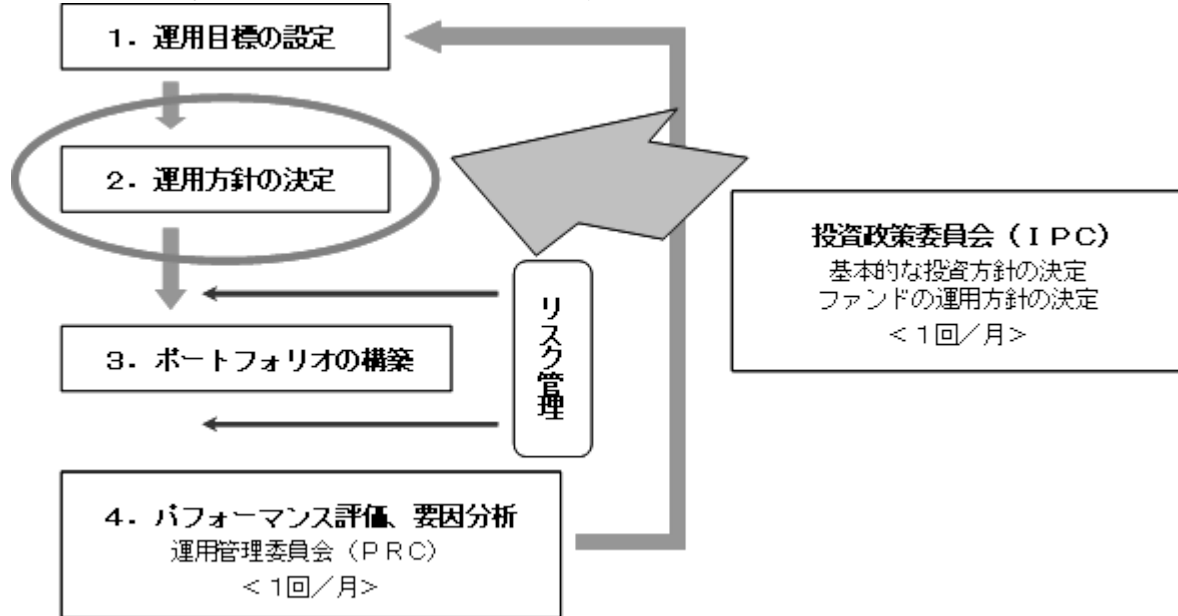 １．運用目標の設定
２．運用方針の決定
投資政策委員会（ＩＰＣ）
基本的な投資方針の決定
ファンドの運用方針の決定
＜１回／月＞
リスク管理
３．ポートフォリオの構築
４．パフォーマンス評価、要因分析
運用管理委員会（ＰＲＣ）
＜１回／月＞